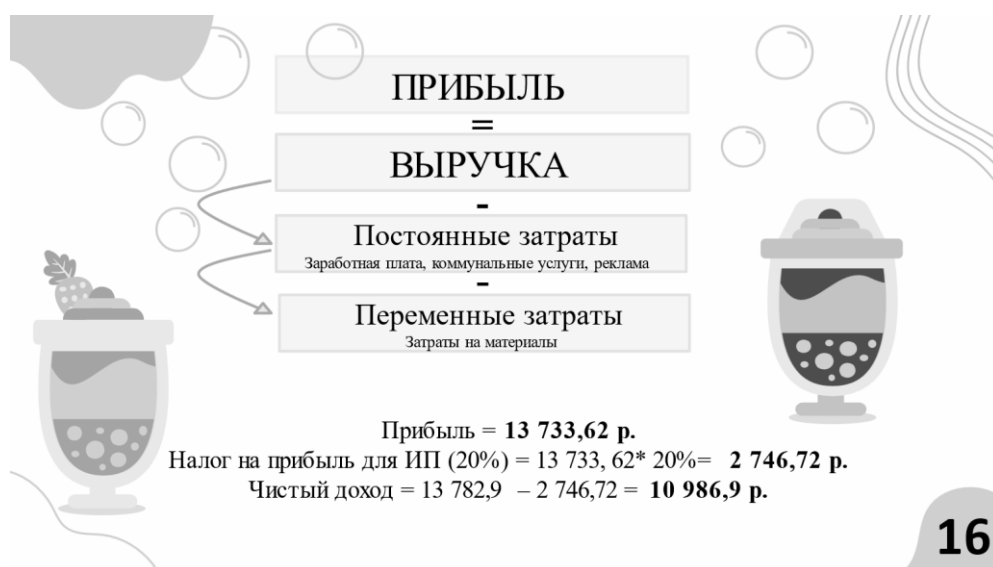 ПРИБЫЛЬ
=
ВЫРУЧКА
-
Постоянные затраты
Заработная плата, коммунальные услуги, реклама
-
Переменные затраты
Затраты на материалы
Прибыль = 13 733,62 р.
Налог на прибыль для ИП (20%) = 13 733, 62* 20%= 2 746,72 р.
Чистый доход = 13 782,9 – 2 746,72 = 10 986,9 р.
16